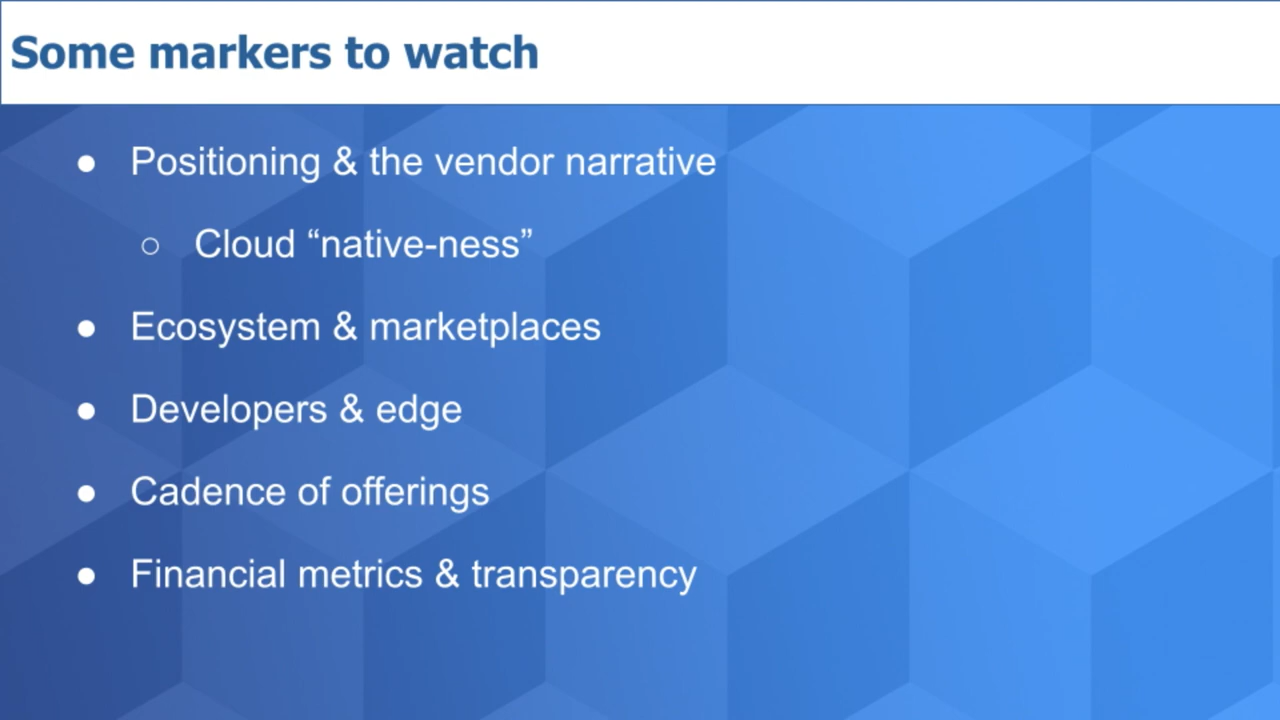 Some markers to watch
● Positioning & the vendor narrative
○ Cloud “native-ness”
● Ecosystem & marketplaces
● Developers & edge
● Cadence of offerings
● Financial metrics & transparency